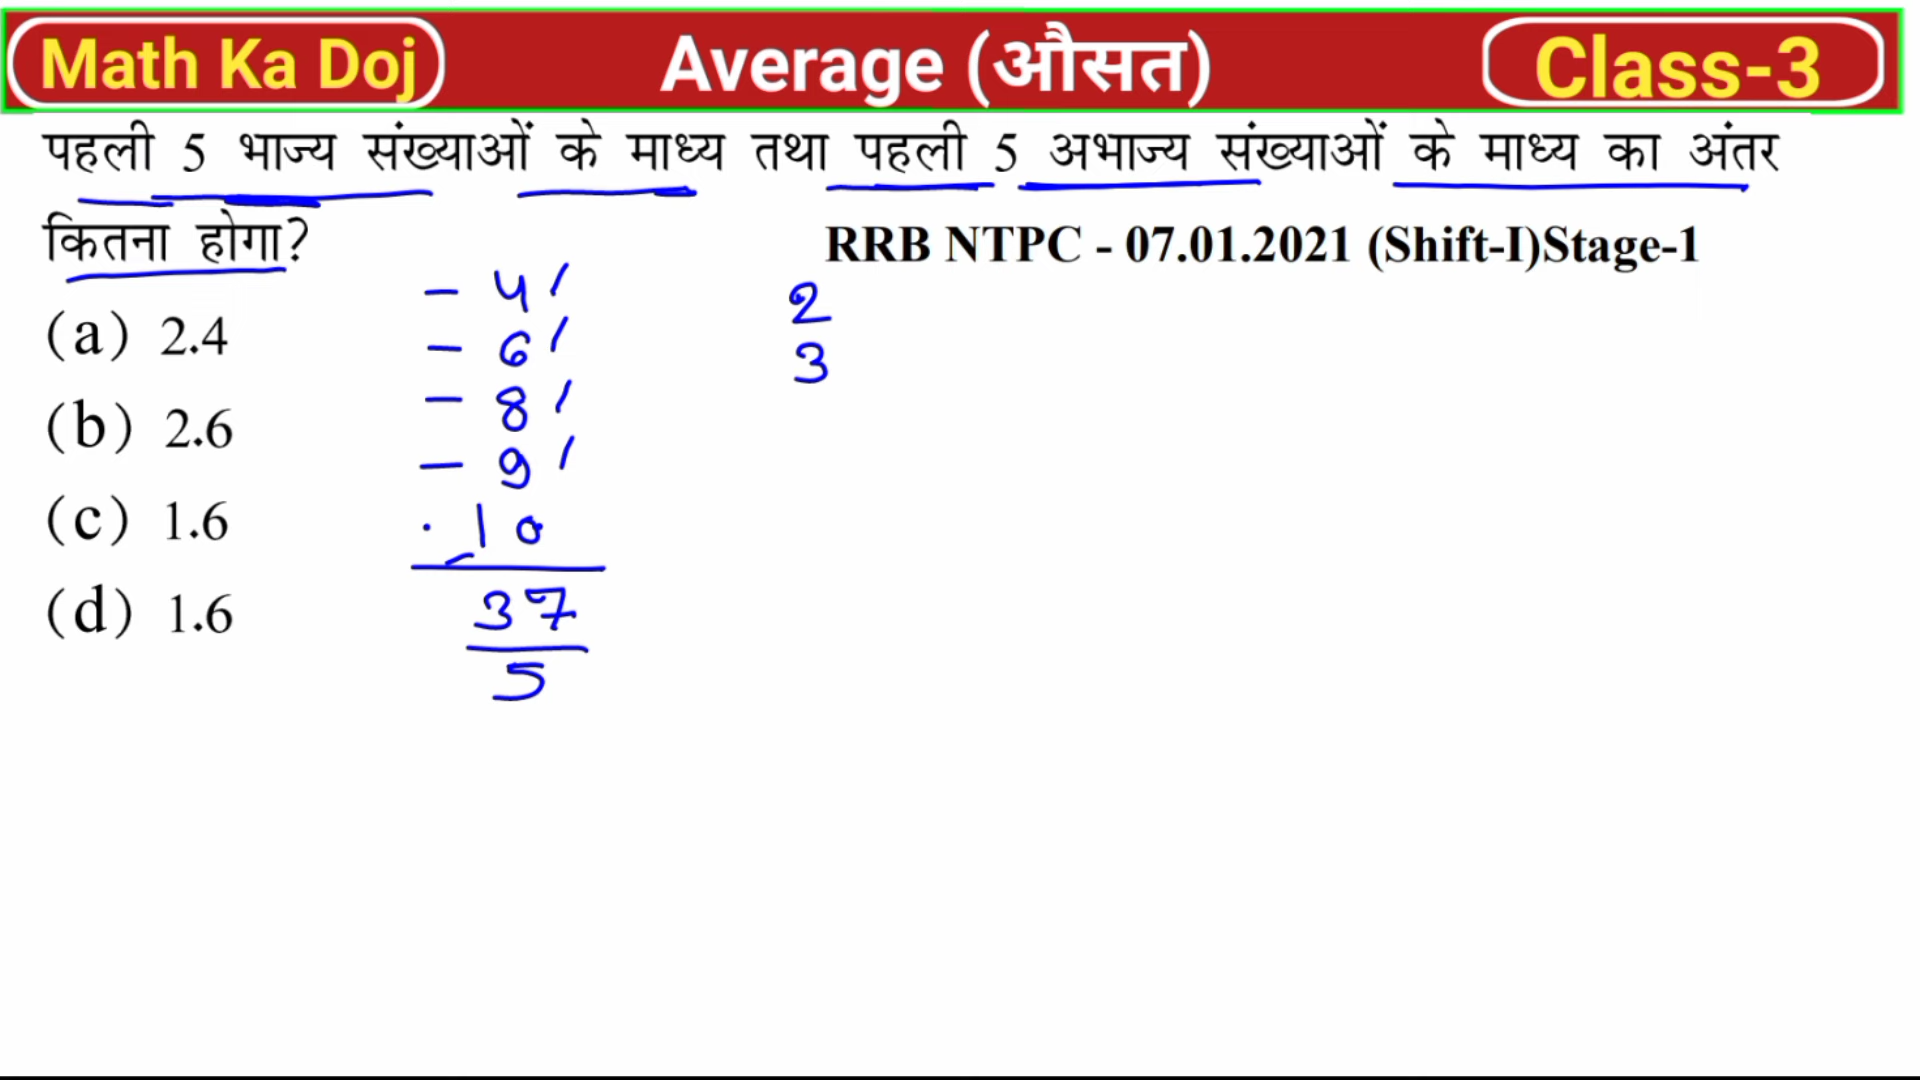 Math Ka Doj
Average (औसत)
Class-3
पहली 5 भाज्य संख्याओं के माध्य तथा पहली 5 अभाज्य संख्याओं के माध्य का अंतर
कितना होगा?
RRB NTPC - 07.01.2021 (Shift-I)Stage-1
(a) 2.4
(b) 2.6
(c) 1.6
(d) 1.6
- 4
- 6
- 8
- 9
. 10
37
5
2
3